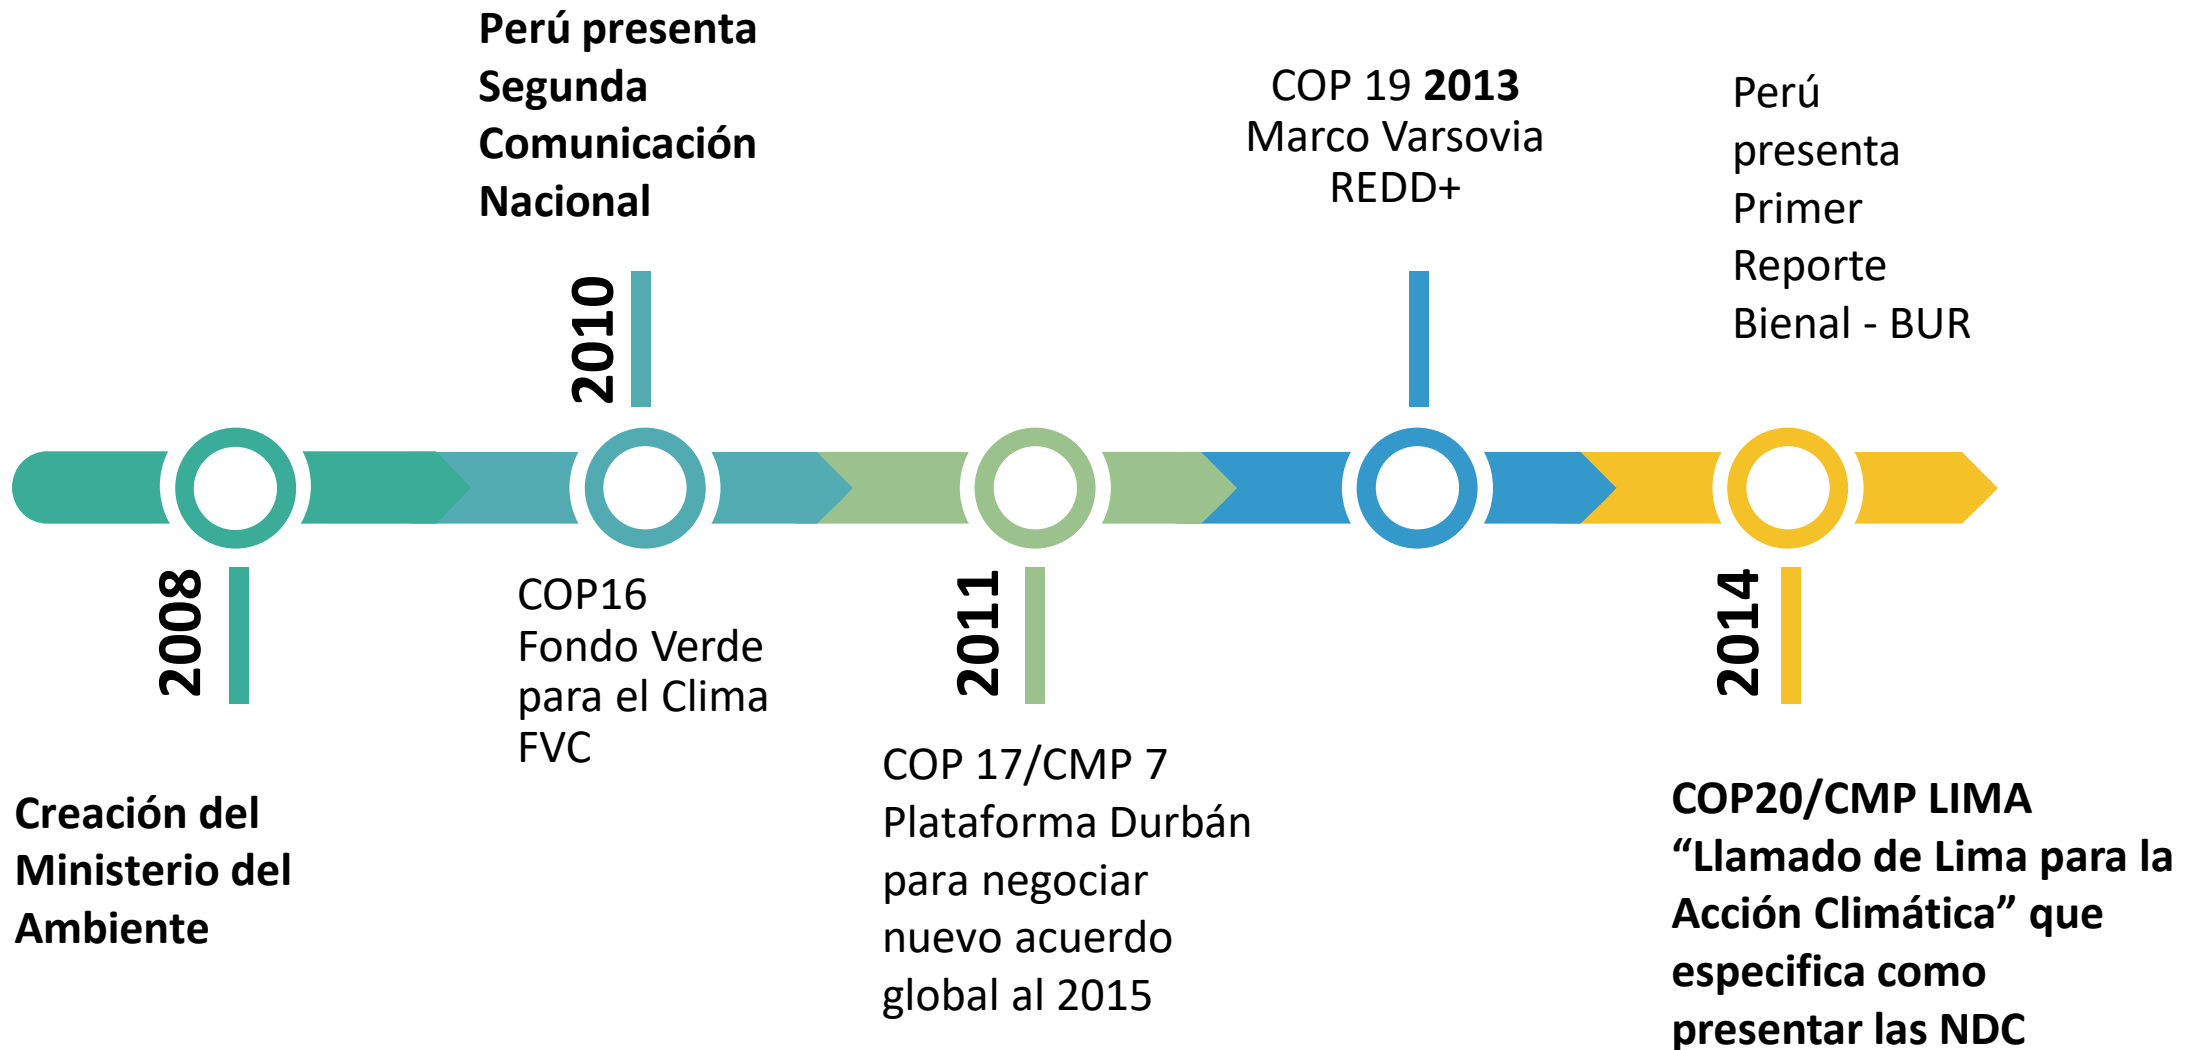 2008
Creación del
Ministerio del
Ambiente
Perú presenta
Segunda
Comunicación
Nacional
2010
COP16
Fondo Verde
para el Clima
FVC
2011
COP 17/CMP 7
Plataforma Durbán
para negociar
nuevo acuerdo
global al 2015
COP 19 2013
Marco Varsovia
REDD+
Perú
presenta
Primer
Reporte
Bienal - BUR
2014
COP20/CMP LIMA
“Llamado de Lima para la
Acción Climática” que
especifica como
presentar las NDC